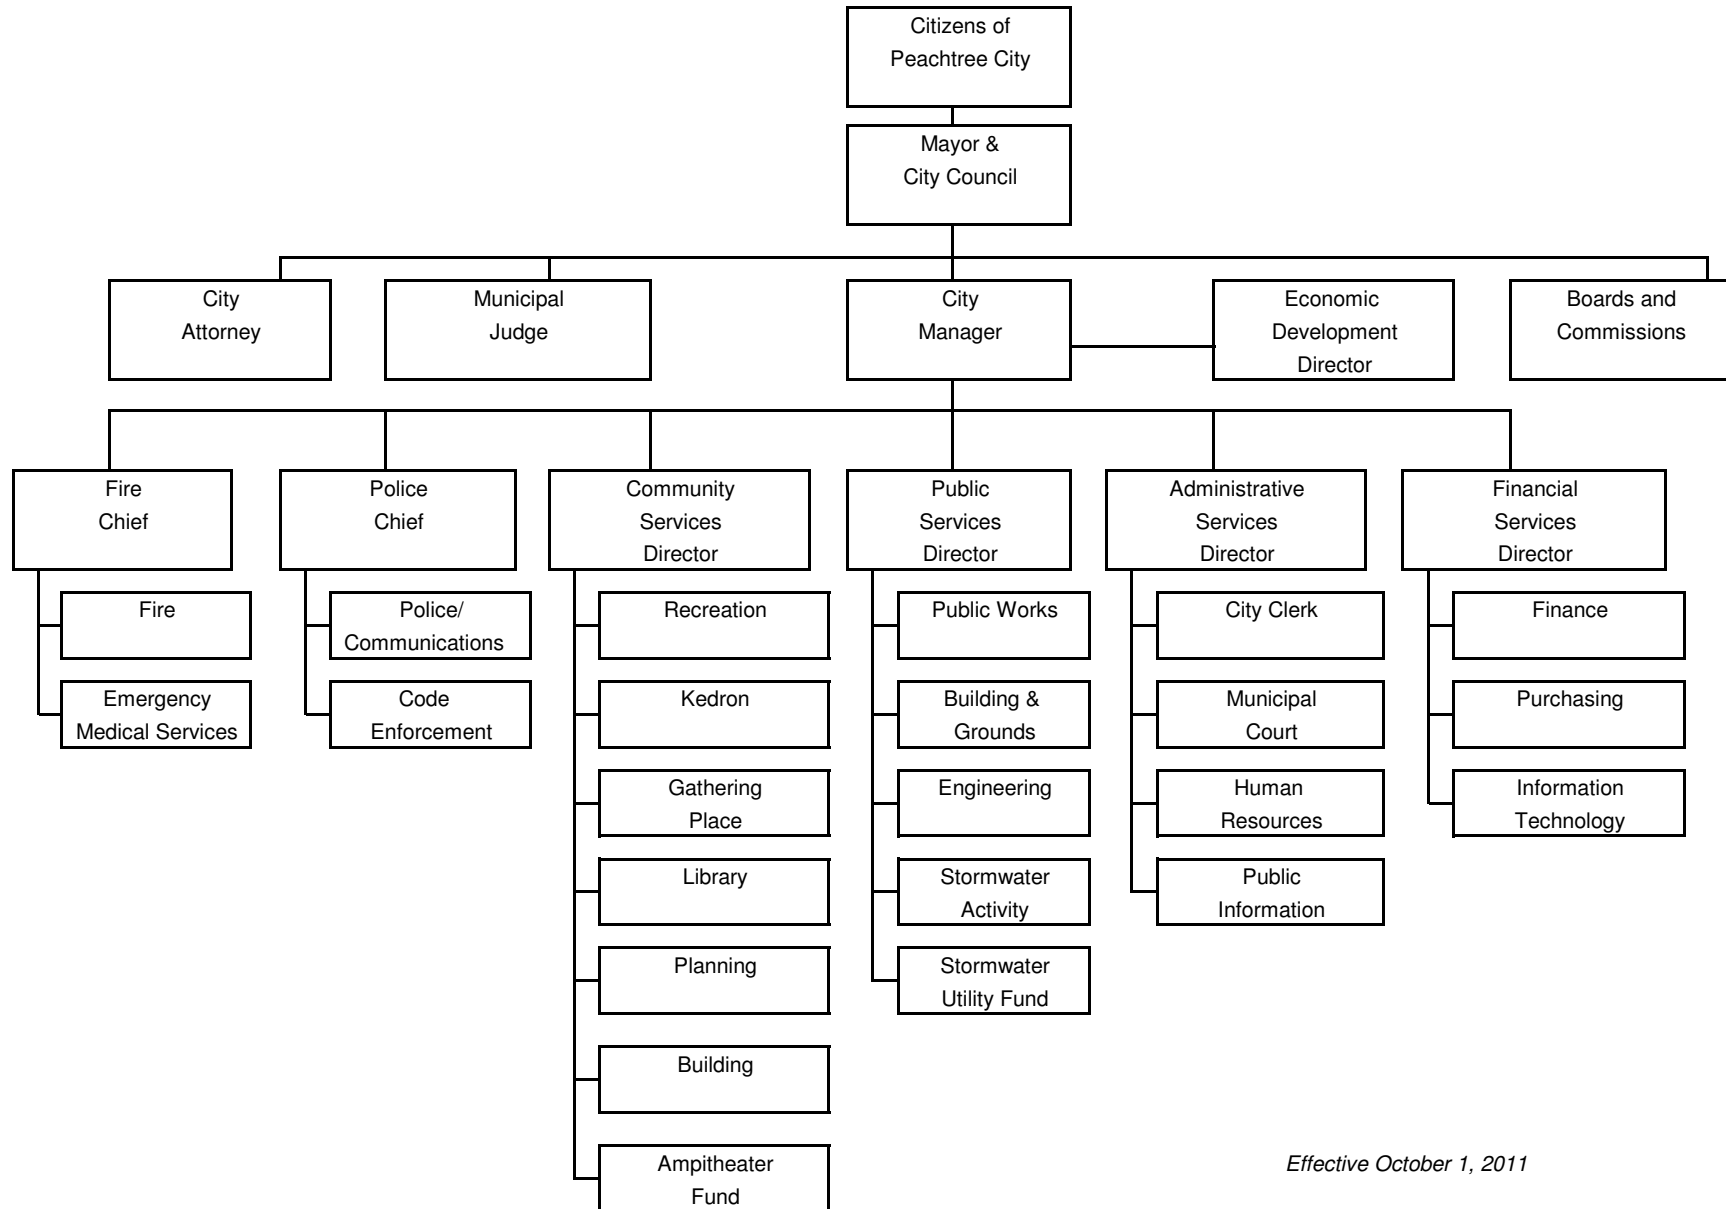 Citizens of
Peachtree City
Mayor &
City Council
City
Attorney
Municipal
Judge
City
Manager
Economic
Development
Director
Boards and
Commissions
Fire
Chief
Police
Chief
Community
Services
Director
Public
Services
Director
Administrative
Services
Director
Financial
Services
Director
Fire
Emergency
Medical Services
Police/
Communications
Code
Enforcement
Recreation
Kedron
Gathering
Place
Library
Planning
Building
Ampitheater
Fund
Public Works
Building &
Grounds
Engineering
Stormwater
Activity
Stormwater
Utility Fund
City Clerk
Municipal
Court
Human
Resources
Public
Information
Finance
Purchasing
Information
Technology
Effective October 1, 2011